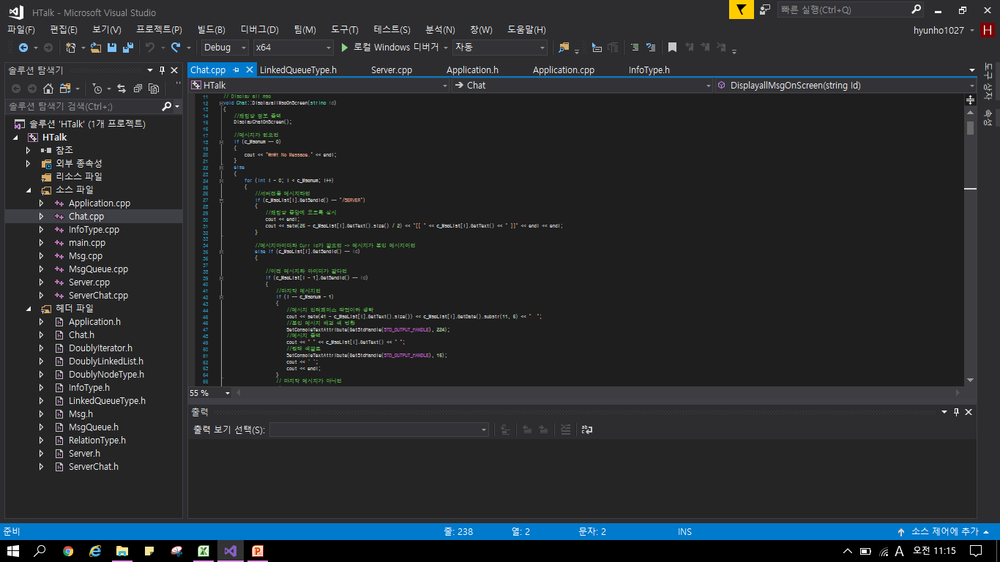 HTalk - Microsoft Visual Studio
빠른 실행(Ctrl+Q)
파일(F) 편집(E) 보기(V) 프로젝트(P) 빌드(B) 디버그(D) 팀(M) 도구(T) 테스트(S) 분석(N) 창(W) 도움말(H)
hyunho1027 H
Debug x64 로컬 Windows 디버거 자동
솔루션 탐색기
Chat.cpp LinkedQueueType.h Server.cpp Application.h Application.cpp InfoType.h
HTalk Chat DisplayallMsgOnScreen(string Id)
도구 상자
속성
솔루션 탐색기 검색(Ctrl+;)
솔루션 'HTalk' (1개 프로젝트)
HTalk
참조
외부 종속성
리소스 파일
소스 파일
Application.cpp
Chat.cpp
InfoType.cpp
main.cpp
Msg.cpp
MsgQueue.cpp
Server.cpp
ServerChat.cpp
헤더 파일
Application.h
Chat.h
DoublyIterator.h
DoublyLinkedList.h
DoublyNodeType.h
InfoType.h
LinkedQueueType.h
Msg.h
MsgQueue.h
RelationType.h
Server.h
ServerChat.h
11 // Display all msg
12 void Chat::DisplayallMsgOnScreen(string Id)
13 {
14 //채팅방 정보 출력
15 DisplayChatOnScreen();
16
17 //메시지가 없으면
18 if (c_Msgnum == 0)
19 {
20 cout << "\n\t No Message." << endl;
21 }
22 else
23 {
24 for (int i = 0; i < c_Msgnum; i++)
25 {
26 //서버전용 메시지라면
27 if (c_MsgList[i].GetSendId() == "/SERVER")
28 {
29 //채팅방 중앙에 오도록 설시
30 cout << endl;
31 cout << setw(26 - c_MsgList[i].GetText().size() / 2) << "[[ " << c_MsgList[i].GetText() << " ]]" << endl << endl;
32 }
33
34 //메시지아이디와 Curr Id가 같으면 -> 메시지가 본인 메시지이면
35 else if (c_MsgList[i].GetSendId() == Id)
36 {
37
38 //이전 메시지와 아이디가 같다면
39 if (c_MsgList[i - 1].GetSendId() == Id)
40 {
41 //마지막 메시지면
42 if (i == c_Msgnum - 1)
43 {
44 //메시지 인터페이스 작업이하 생략
45 cout << setw(41 - c_MsgList[i].GetText().size()) << c_MsgList[i].GetDate().substr(11, 5) << " ";
46 //본인 메시지 배경 색 변환
47 SetConsoleTextAttribute(GetStdHandle(STD_OUTPUT_HANDLE), 224);
48 //메시지 출력
49 cout << " " << c_MsgList[i].GetText() << " ";
50 //원래 색깔로
51 SetConsoleTextAttribute(GetStdHandle(STD_OUTPUT_HANDLE), 15);
52 cout << ' ';
53 cout << endl;
54 }
55 // 마지막 메시지가 아니면
55 %
출력
출력 보기 선택(S):
준비 줄: 238 열: 2 문자: 2 INS 소스 제어에 추가
A 오전 11:15